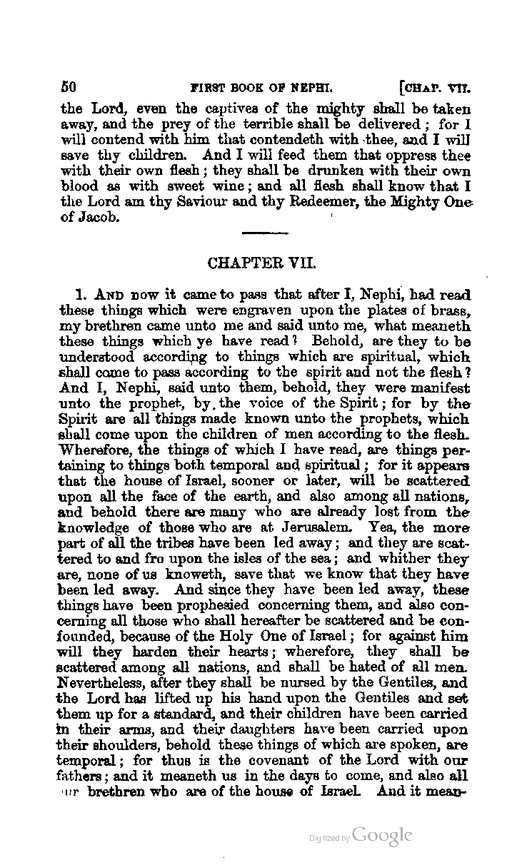 50 FIRST BOOK OF NEPHI. [CHAP. VII.
the Lord, even the captives of the mighty shall be taken
away, and the prey of the terrible shall be delivered; for I
will contend with him that contendeth with thee, and I will
save thy children. And I will feed them that oppress thee
with their own flesh; they shall be drunken with their own
blood as with sweet wine; and all flesh shall know that I
the Lord am thy Saviour and thy Redeemer, the Mighty One
of Jacob.
CHAPTER VII.
1. AND now it came to pass that after I, Nephi, had read
these things which were engraven upon the plates of brass,
my brethren came unto me and said unto me, what meaneth
these things which ye have read? Behold, are they to be
understood according to things which are spiritual, which
shall come to pass according to the spirit and not the flesh?
And I, Nephi, said unto them, behold, they were manifest
unto the prophet, by the voice of the Spirit; for by the
Spirit are all things made known unto the prophets, which
shall come upon the children of men according to the flesh.
Wherefore, the things of which I have read, are things per-
taining to things both temporal and spiritual; for it appears
that the house of Israel, sooner or later, will be scattered
upon all the face of the earth, and also among all nations,
and behold there are many who are already lost from the
knowledge of those who are at Jerusalem. Yea, the more
part of all the tribes have been led away; and they are scat-
tered to and fro upon the isles of the sea; and whither they
are, none of us knoweth, save that we know that they have
been led away. And since they have been led away, these
things have been prophesied concerning them, and also con-
cerning all those who shall hereafter be scattered and be con-
founded, because of the Holy One of Israel; for against him
will they harden their hearts; wherefore, they shall be
scattered among all nations, and shall be hated of all men.
Nevertheless, after they shall be nursed by the Gentiles, and
the Lord has lifted up his hand upon the Gentiles and set
them up for a standard, and their children have been carried
in their arms, and their daughters have been carried upon
their shoulders, behold these things of which are spoken, are
temporal; for thus is the covenant of the Lord with our
fathers; and it meaneth us in the days to come, and also all
our brethren who are of the house of Israel. And it mean-
Digitized by Google